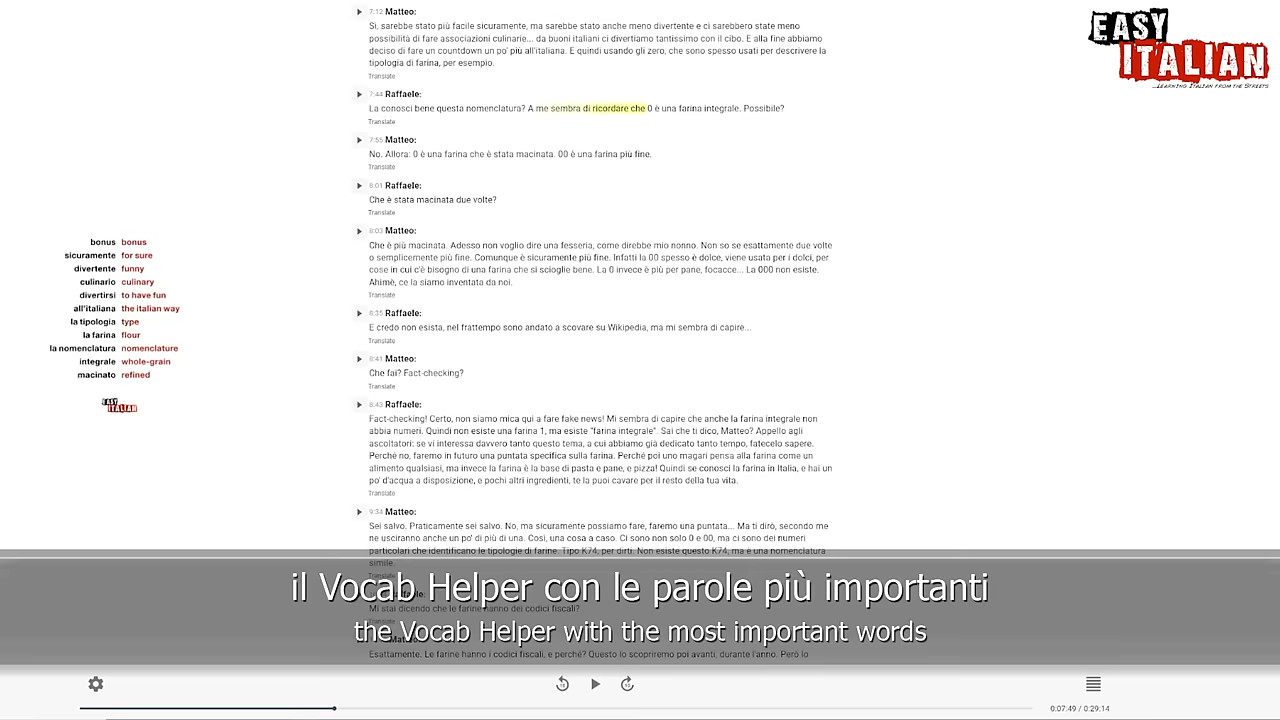 EASY
ITALIAN
...LEARNING ITALIAN FROM THE STREETS
7:12 Matteo:
Sì, sarebbe stato più facile sicuramente, ma sarebbe stato anche meno divertente e ci sarebbero state meno
possibilità di fare associazioni culinarie... da buoni italiani ci divertiamo tantissimo con il cibo. E alla fine abbiamo
deciso di fare un countdown un po' più all'italiana. E quindi usando gli zero, che sono spesso usati per descrivere la
tipologia di farina, per esempio.
Translate
7:44 Raffaele:
La conosci bene questa nomenclatura? A me sembra di ricordare che 0 è una farina integrale. Possibile?
Translate
7:55 Matteo:
No. Allora: 0 è una farina che è stata macinata. 00 è una farina più fine.
Translate
8:01 Raffaele:
Che è stata macinata due volte?
Translate
8:03 Matteo:
Che è più macinata. Adesso non voglio dire una fesseria, come direbbe mio nonno. Non so se esattamente due volte
o semplicemente più fine. Comunque è sicuramente più fine. Infatti la 00 spesso è dolce, viene usata per i dolci, per
cose in cui c'è bisogno di una farina che si scioglie bene. La 0 invece è più per pane, focacce... La 000 non esiste.
Ahimè, ce la siamo inventata da noi.
Translate
8:35 Raffaele:
E credo non esista, nel frattempo sono andato a scovare su Wikipedia, ma mi sembra di capire...
Translate
8:41 Matteo:
Che fai? Fact-checking?
Translate
8:43 Raffaele:
Fact-checking! Certo, non siamo mica qui a fare fake news! Mi sembra di capire che anche la farina integrale non
abbia numeri. Quindi non esiste una farina 1, ma esiste "farina integrale". Sai che ti dico, Matteo? Appello agli
ascoltatori: se vi interessa davvero tanto questo tema, a cui abbiamo già dedicato tanto tempo, fatecelo sapere.
Perché no, faremo in futuro una puntata specifica sulla farina. Perché poi uno magari pensa alla farina come un
alimento qualsiasi, ma invece la farina è la base di pasta e pane, e pizza! Quindi se conosci la farina in Italia, e hai un
po' d'acqua a disposizione, e pochi altri ingredienti, te la puoi cavare per il resto della tua vita.
Translate
9:34 Matteo:
Sei salvo. Praticamente sei salvo. No, ma sicuramente possiamo fare, faremo una puntata... Ma ti dirò, secondo me
ne usciranno anche un po' di più di una. Così, una cosa a caso. Ci sono non solo 0 e 00, ma ci sono dei numeri
particolari che identificano le tipologie di farine. Tipo K74, per dirti. Non esiste questo K74, ma è una nomenclatura
simile.
Translate
Raffaele:
Mi stai dicendo che le farine hanno dei codici fiscali?
Matteo:
Esattamente. Le farine hanno i codici fiscali, e perché? Questo lo scopriremo poi avanti, durante l'anno. Però lo
bonus bonus
sicuramente for sure
divertente funny
culinario culinary
divertirsi to have fun
all'italiana the italian way
la tipologia type
la farina flour
la nomenclatura nomenclature
integrale whole-grain
macinato refined
EASY
ITALIAN
il Vocab Helper con le parole più importanti
the Vocab Helper with the most important words
0:07:49 / 0:29:14